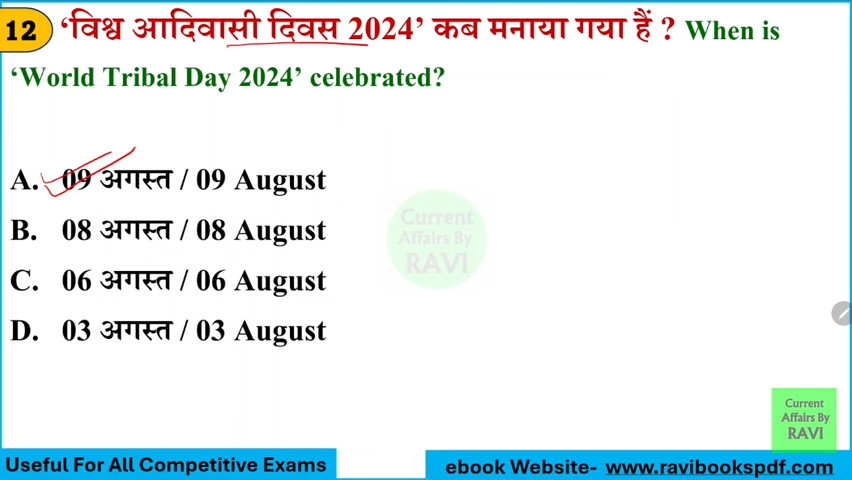 12 ‘विश्व आदिवासी दिवस 2024’ कब मनाया गया हैं ? When is
‘World Tribal Day 2024’ celebrated?
A. 09 अगस्त / 09 August
B. 08 अगस्त / 08 August
C. 06 अगस्त / 06 August
D. 03 अगस्त / 03 August
Current
Affairs By
RAVI
Current
Affairs By
RAVI
Useful For All Competitive Exams
ebook Website- www.ravibookspdf.com